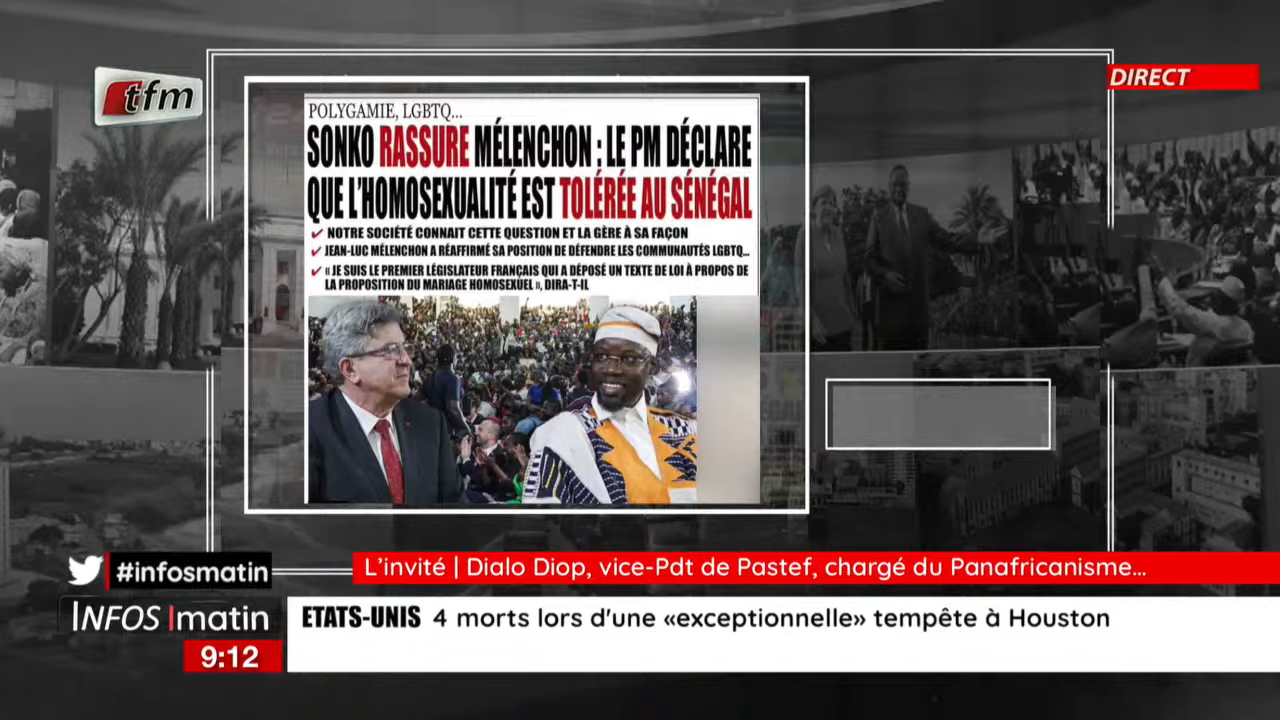 tfm
DIRECT
POLYGAMIE, LGBTQ...
SONKO RASSURE MÉLENCHON : LE PM DÉCLARE
QUE L'HOMOSEXUALITÉ EST TOLÉRÉE AU SÉNÉGAL
✔ NOTRE SOCIÉTÉ CONNAIT CETTE QUESTION ET LA GÈRE À SA FAÇON
✔ JEAN-LUC MÉLENCHON A RÉAFFIRMÉ SA POSITION DE DÉFENDRE LES COMMUNAUTÉS LGBTQ...
✔ « JE SUIS LE PREMIER LÉGISLATEUR FRANÇAIS QUI A DÉPOSÉ UN TEXTE DE LOI À PROPOS DE
LA PROPOSITION DU MARIAGE HOMOSEXUEL », DIRA-T-IL
#infosmatin
L'invité | Dialo Diop, vice-Pdt de Pastef, chargé du Panafricanisme...
INFOS matin
ETATS-UNIS 4 morts lors d'une «exceptionnelle» tempête à Houston
9:12